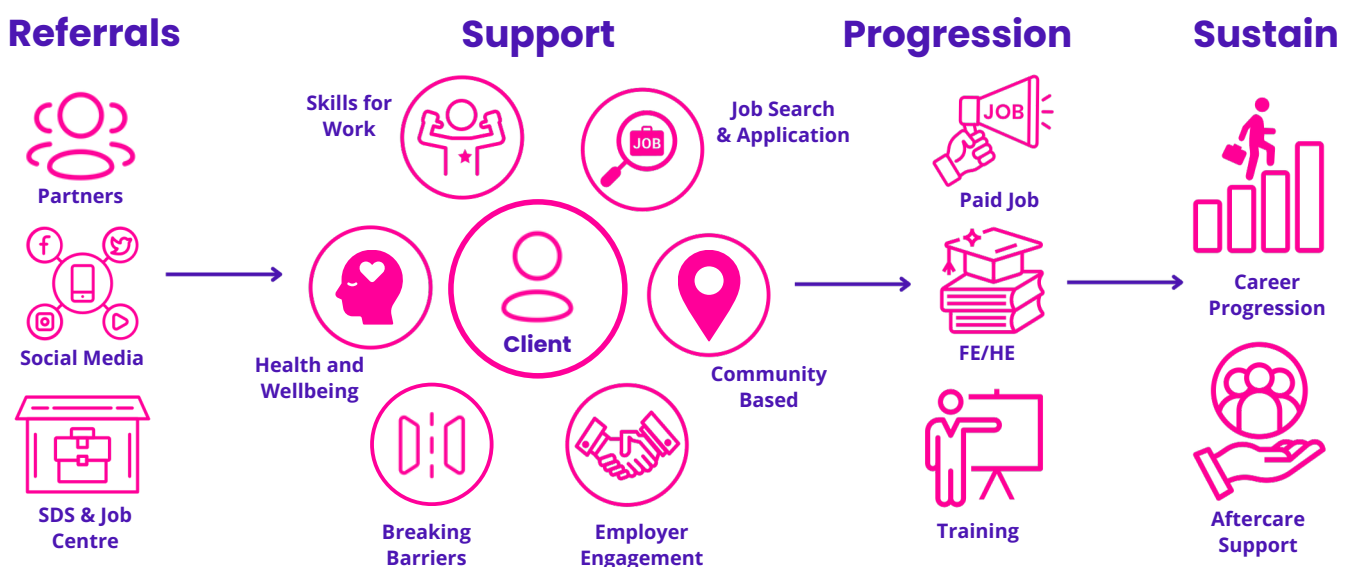 Referrals
Partners
Social Media
SDS & Job
Centre
Support
Skills for
Work
JOB
Job Search
& Application
Health and
Wellbeing
Client
Community
Based
Breaking
Barriers
Employer
Engagement
Progression
JOB
Paid Job
FE/HE
Training
Sustain
Career
Progression
Aftercare
Support